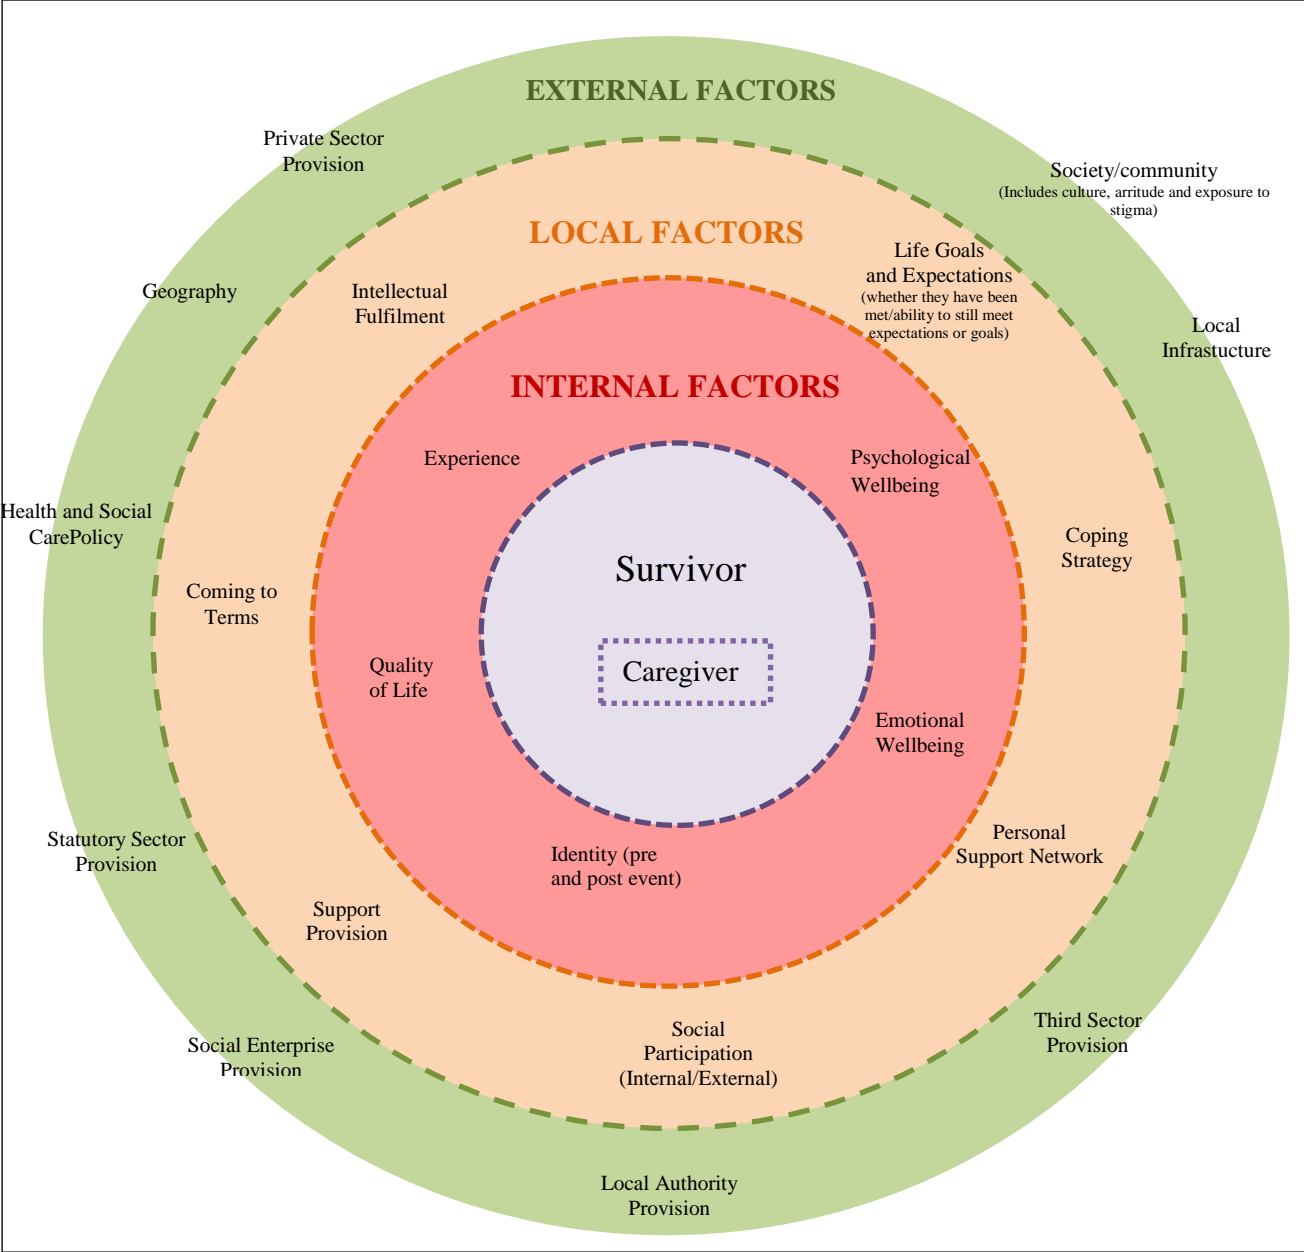 EXTERNAL FACTORS
Private Sector
Provision
Society/community
(Includes culture, arritude and exposure to
stigma)
LOCAL FACTORS
Life Goals
and Expectations
(whether they have been
met/ability to still meet
expectations or goals)
Geography
Intellectual
Fulfilment
Local
Infrastucture
INTERNAL FACTORS
Experience
Psychological
Wellbeing
Health and Social
CarePolicy
Coping
Strategy
Survivor
Coming to
Terms
Caregiver
Quality
of Life
Emotional
Wellbeing
Statutory Sector
Provision
Personal
Support Network
Identity (pre
and post event)
Support
Provision
Third Sector
Provision
Social
Participation
(Internal/External)
Social Enterprise
Provision
Local Authority
Provision